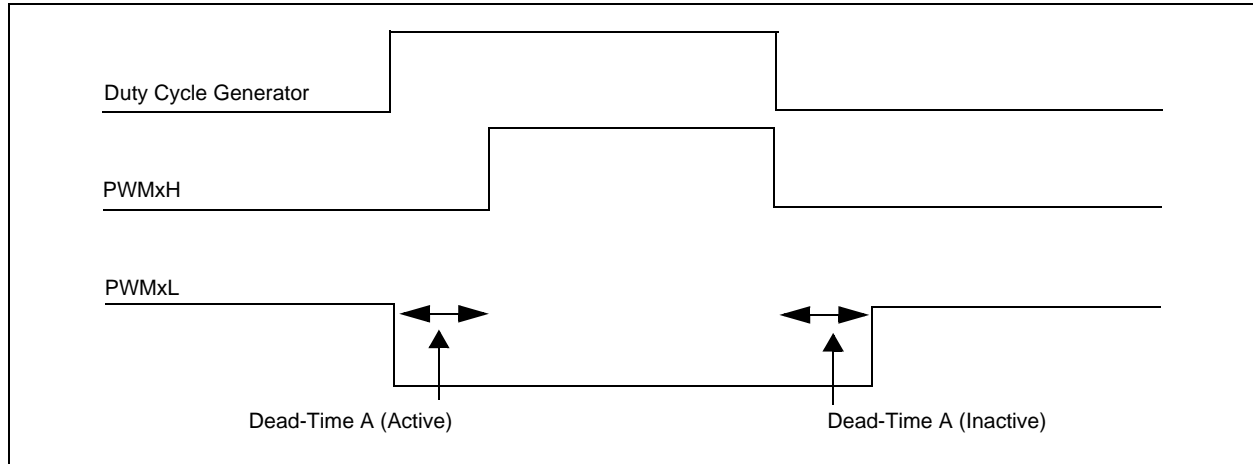 Duty Cycle Generator
PWMxH
PWMxL
Dead-Time A (Active)
Dead-Time A (Inactive)